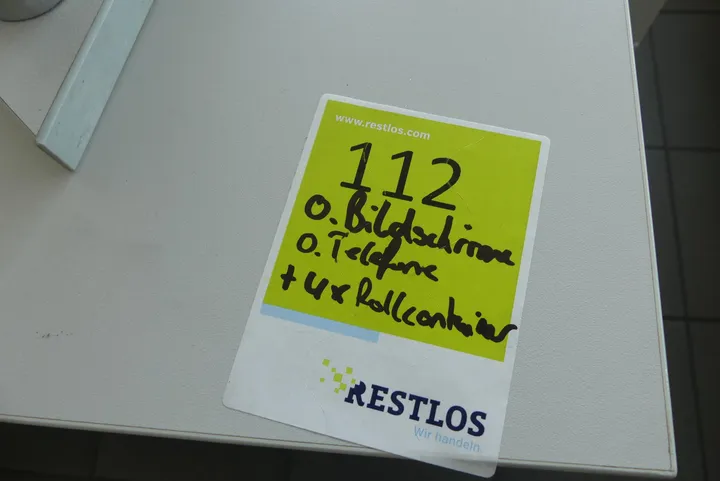 www.restlos.com
112
O. Bildschirme
O. Telefone
+ 4x Rollcontainer
RESTLOS
Wir handeln.